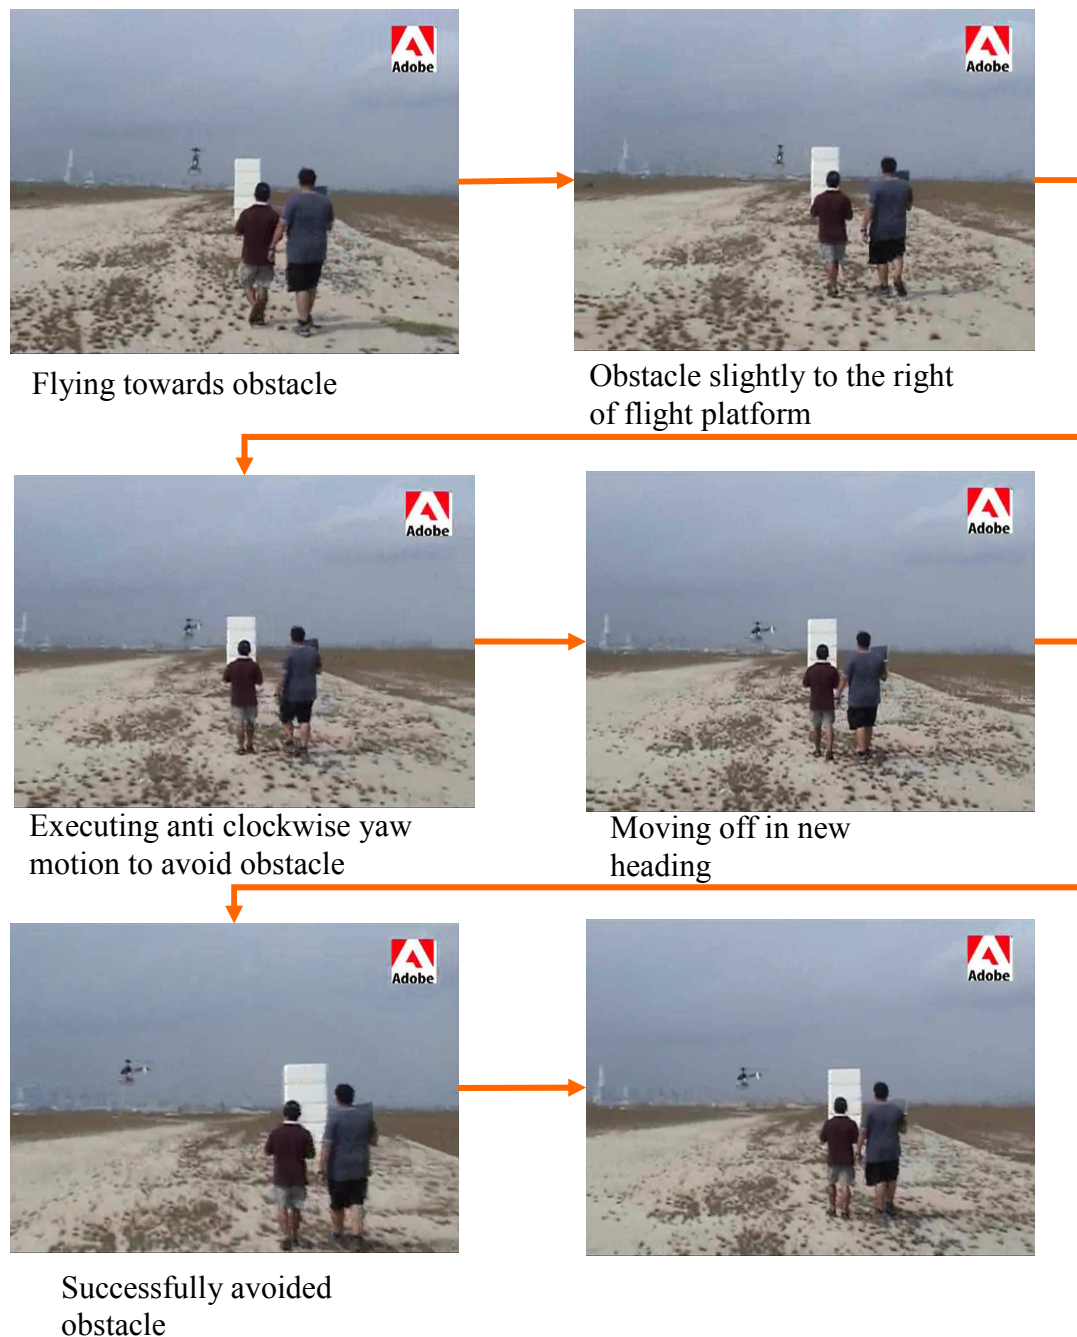 Adobe
Adobe
Flying towards obstacle
Obstacle slightly to the right
of flight platform
Adobe
Adobe
Executing anti clockwise yaw
motion to avoid obstacle
Moving off in new
heading
Adobe
Adobe
Successfully avoided
obstacle